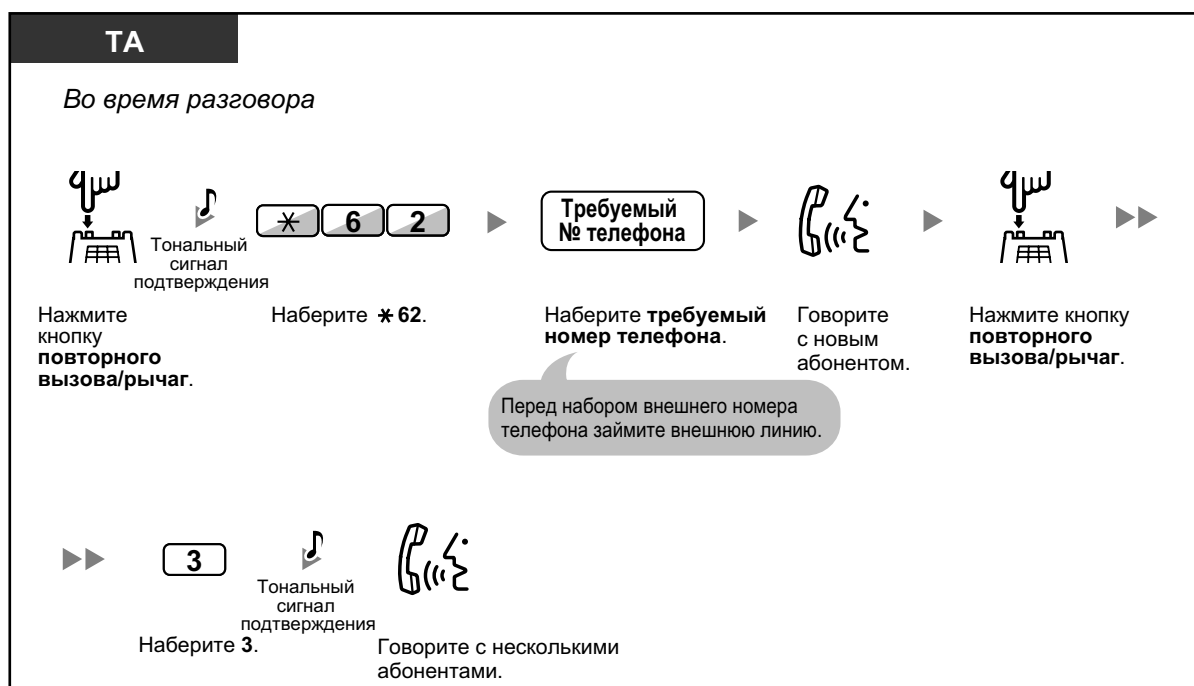 ТА
Во время разговора
Тональный
сигнал
подтверждения
* 6 2
Требуемый
№ телефона
Нажмите
кнопку
повторного
вызова/рычаг.
Наберите * 62.
Наберите требуемый
номер телефона.
Говорите
с новым
абонентом.
Нажмите кнопку
повторного
вызова/рычаг.
Перед набором внешнего номера
телефона займите внешнюю линию.
3
Тональный
сигнал
подтверждения
Наберите 3.
Говорите с несколькими
абонентами.